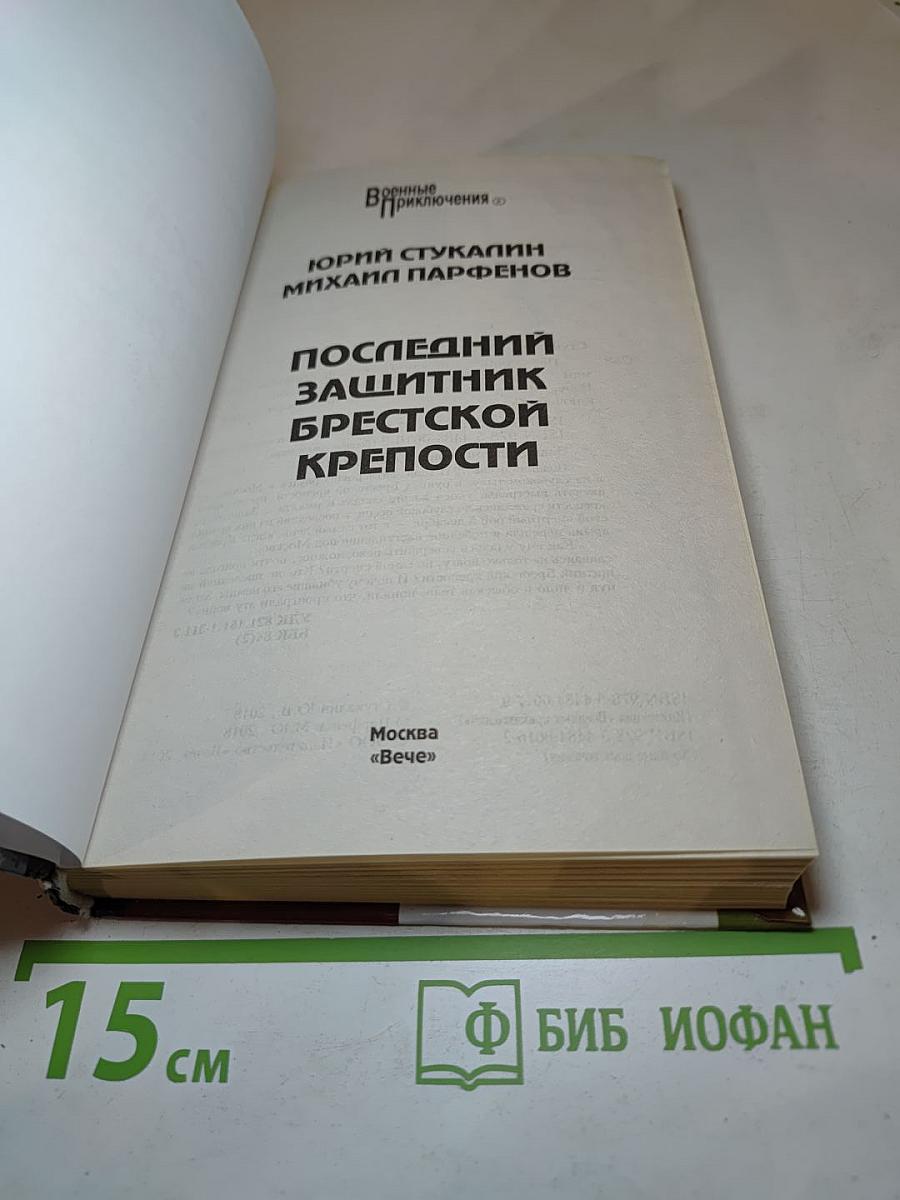 Военные
Приключения
ЮРИЙ СТУКАЛИН
МИХАИЛ ПАРФЕНОВ
ПОСЛЕДНИЙ
ЗАЩИТНИК
БРЕСТСКОЙ
КРЕПОСТИ
Москва
«Вече»
15 см
Ф БИБ ИОФАН